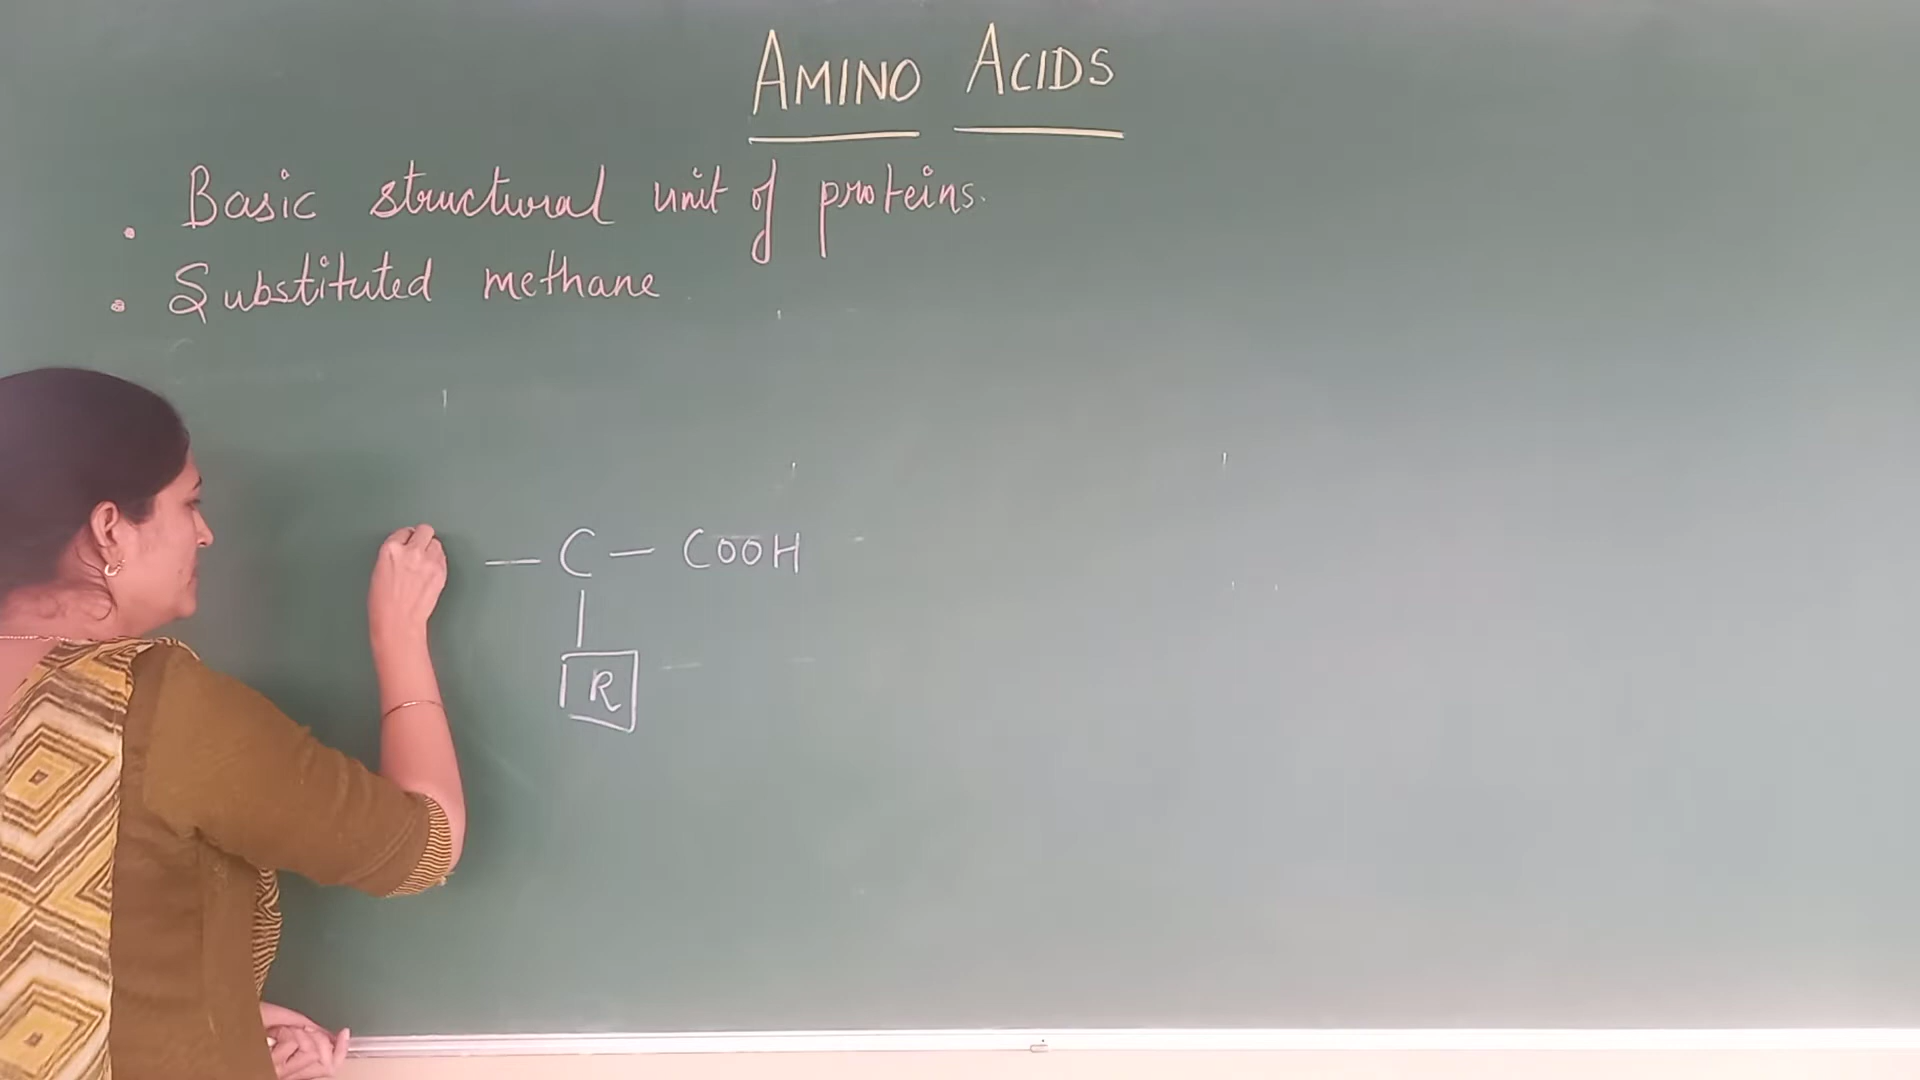 AMINO ACIDS
. Basic structural unit of proteins.
. Substituted methane
— C — COOH
|
R